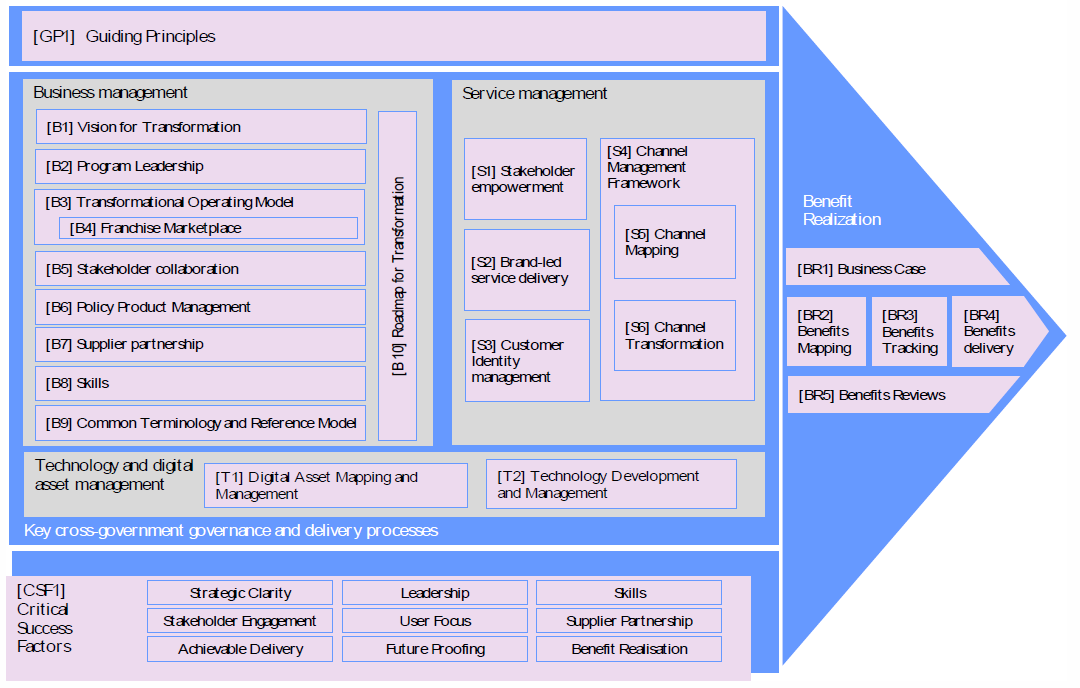 [GP1] Guiding Principles
Business management
[B1] Vision for Transformation
[B2] Program Leadership
[B3] Transformational Operating Model
[B4] Franchise Marketplace
[B5] Stakeholder collaboration
[B6] Policy Product Management
[B7] Supplier partnership
[B8] Skills
[B9] Common Terminology and Reference Model
[B10] Roadmap for Transformation
Service management
[S1] Stakeholder
empowerment
[S2] Brand-led
service delivery
[S3] Customer
Identity
management
[S4] Channel
Management
Framework
[S5] Channel
Mapping
[S6] Channel
Transformation
Technology and digital
asset management
[T1] Digital Asset Mapping and
Management
[T2] Technology Development
and Management
Key cross-government governance and delivery processes
Benefit
Realization
[BR1] Business Case
[BR2]
Benefits
Mapping
[BR3]
Benefits
Tracking
[BR4]
Benefits
delivery
[BR5] Benefits Reviews
[CSF1]
Critical
Success
Factors
Strategic Clarity
Leadership
Skills
Stakeholder Engagement
User Focus
Supplier Partnership
Achievable Delivery
Future Proofing
Benefit Realisation